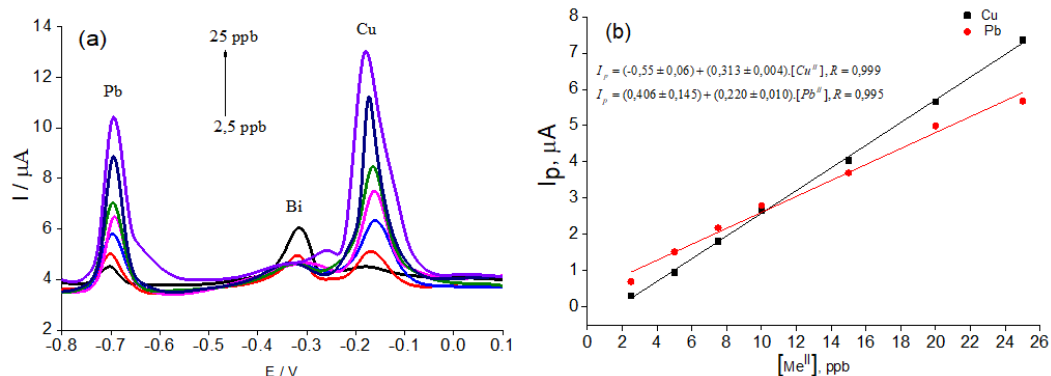 (a)
25 ppb
2,5 ppb
Pb
Bi
Cu
I / µA
14
12
10
8
6
4
2
-0.8 -0.7 -0.6 -0.5 -0.4 -0.3 -0.2 -0.1 0.0 0.1
E / V
(b)
Cu
Pb
I_P = (-0,55 ± 0,06) + (0,313 ± 0,004).[Cu^II], R = 0,999
I_P = (0,406 ± 0,145) + (0,220 ± 0,010).[Pb^II], R = 0,995
Ip, µA
8
7
6
5
4
3
2
1
0
0 2 4 6 8 10 12 14 16 18 20 22 24 26
[Me^II], ppb